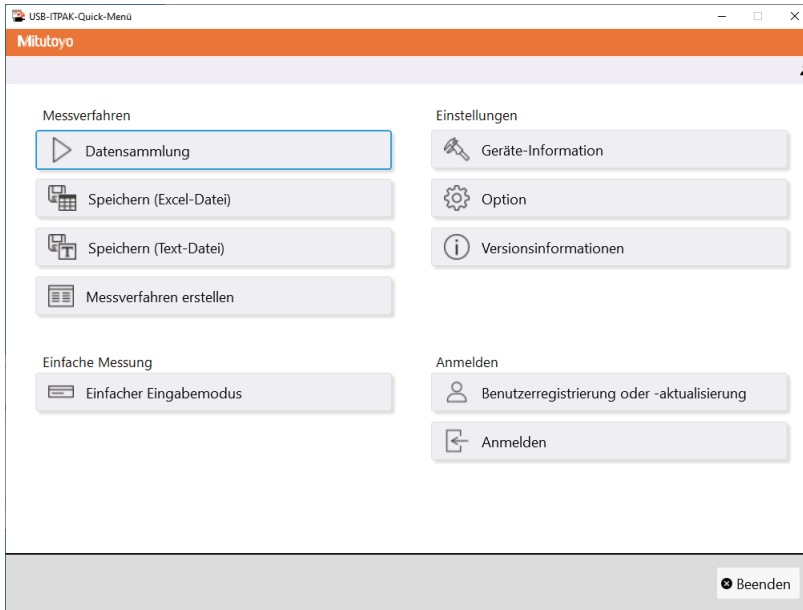 USB-ITPAK-Quick-Menü
Mitutoyo
Messverfahren
Datensammlung
Speichern (Excel-Datei)
Speichern (Text-Datei)
Messverfahren erstellen
Einfache Messung
Einfacher Eingabemodus
Einstellungen
Geräte-Information
Option
Versionsinformationen
Anmelden
Benutzerregistrierung oder -aktualisierung
Anmelden
Beenden